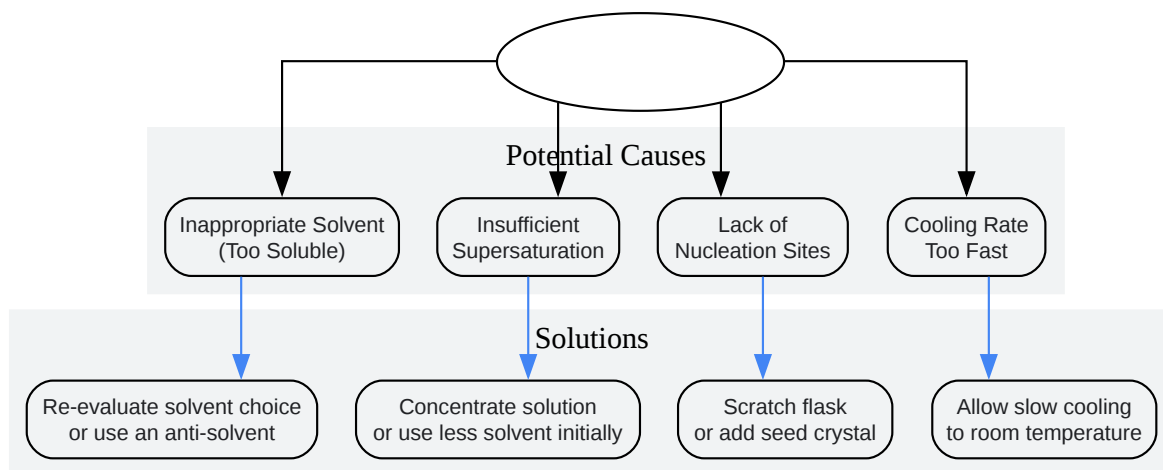 Potential Causes
Inappropriate Solvent
(Too Soluble)
Insufficient
Supersaturation
Lack of
Nucleation Sites
Cooling Rate
Too Fast
Solutions
Re-evaluate solvent choice
or use an anti-solvent
Concentrate solution
or use less solvent initially
Scratch flask
or add seed crystal
Allow slow cooling
to room temperature